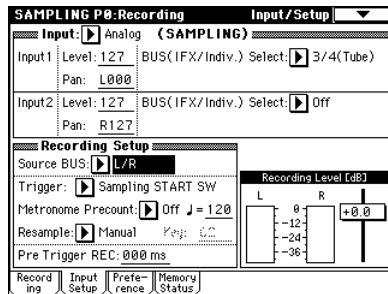 SAMPLING P0:Recording Input/Setup
Input: Analog (SAMPLING)
Input1 Level: 127 BUS(IFX/Indiv.) Select: 3/4(Tube)
Pan: L000
Input2 Level: 127 BUS(IFX/Indiv.) Select: Off
Pan: R127
Recording Setup
Source BUS: L/R
Trigger: Sampling START SW
Metronome Precount: Off ♩=120
Resample: Manual Key:
Pre Trigger REC: 000 ms
Recording Level [dB]
L R
0
+0.0
-12
-24
-36
Recording Input Setup Prefe-rence Memory Status